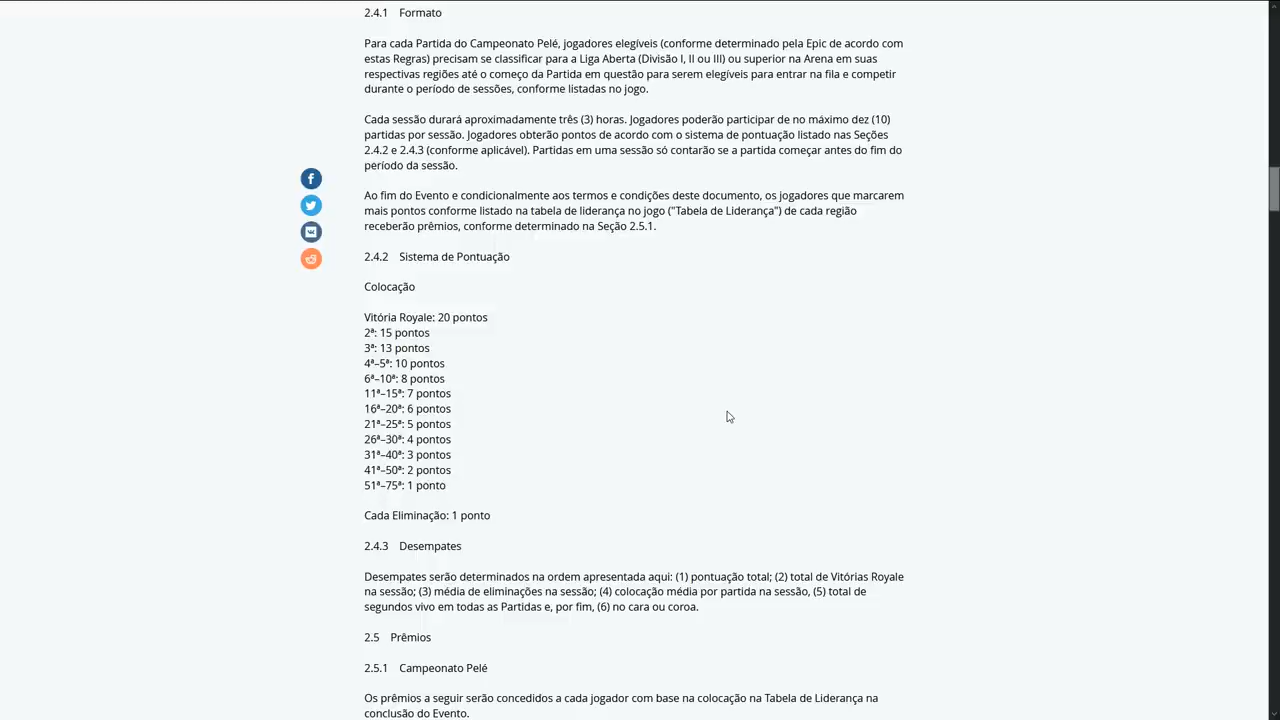 2.4.1 Formato
Para cada Partida do Campeonato Pelé, jogadores elegíveis (conforme determinado pela Epic de acordo com
estas Regras) precisam se classificar para a Liga Aberta (Divisão I, II ou III) ou superior na Arena em suas
respectivas regiões até o começo da Partida em questão para serem elegíveis para entrar na fila e competir
durante o período de sessões, conforme listadas no jogo.
Cada sessão durará aproximadamente três (3) horas. Jogadores poderão participar de no máximo dez (10)
partidas por sessão. Jogadores obterão pontos de acordo com o sistema de pontuação listado nas Seções
2.4.2 e 2.4.3 (conforme aplicável). Partidas em uma sessão só contarão se a partida começar antes do fim do
período da sessão.
Ao fim do Evento e condicionalmente aos termos e condições deste documento, os jogadores que marcarem
mais pontos conforme listado na tabela de liderança no jogo ("Tabela de Liderança") de cada região
receberão prêmios, conforme determinado na Seção 2.5.1.
2.4.2 Sistema de Pontuação
Colocação
Vitória Royale: 20 pontos
2ª: 15 pontos
3ª: 13 pontos
4ª–5ª: 10 pontos
6ª–10ª: 8 pontos
11ª–15ª: 7 pontos
16ª–20ª: 6 pontos
21ª–25ª: 5 pontos
26ª–30ª: 4 pontos
31ª–40ª: 3 pontos
41ª–50ª: 2 pontos
51ª–75ª: 1 ponto
Cada Eliminação: 1 ponto
2.4.3 Desempates
Desempates serão determinados na ordem apresentada aqui: (1) pontuação total; (2) total de Vitórias Royale
na sessão; (3) média de eliminações na sessão; (4) colocação média por partida na sessão, (5) total de
segundos vivo em todas as Partidas e, por fim, (6) no cara ou coroa.
2.5 Prêmios
2.5.1 Campeonato Pelé
Os prêmios a seguir serão concedidos a cada jogador com base na colocação na Tabela de Liderança na
conclusão do Evento.